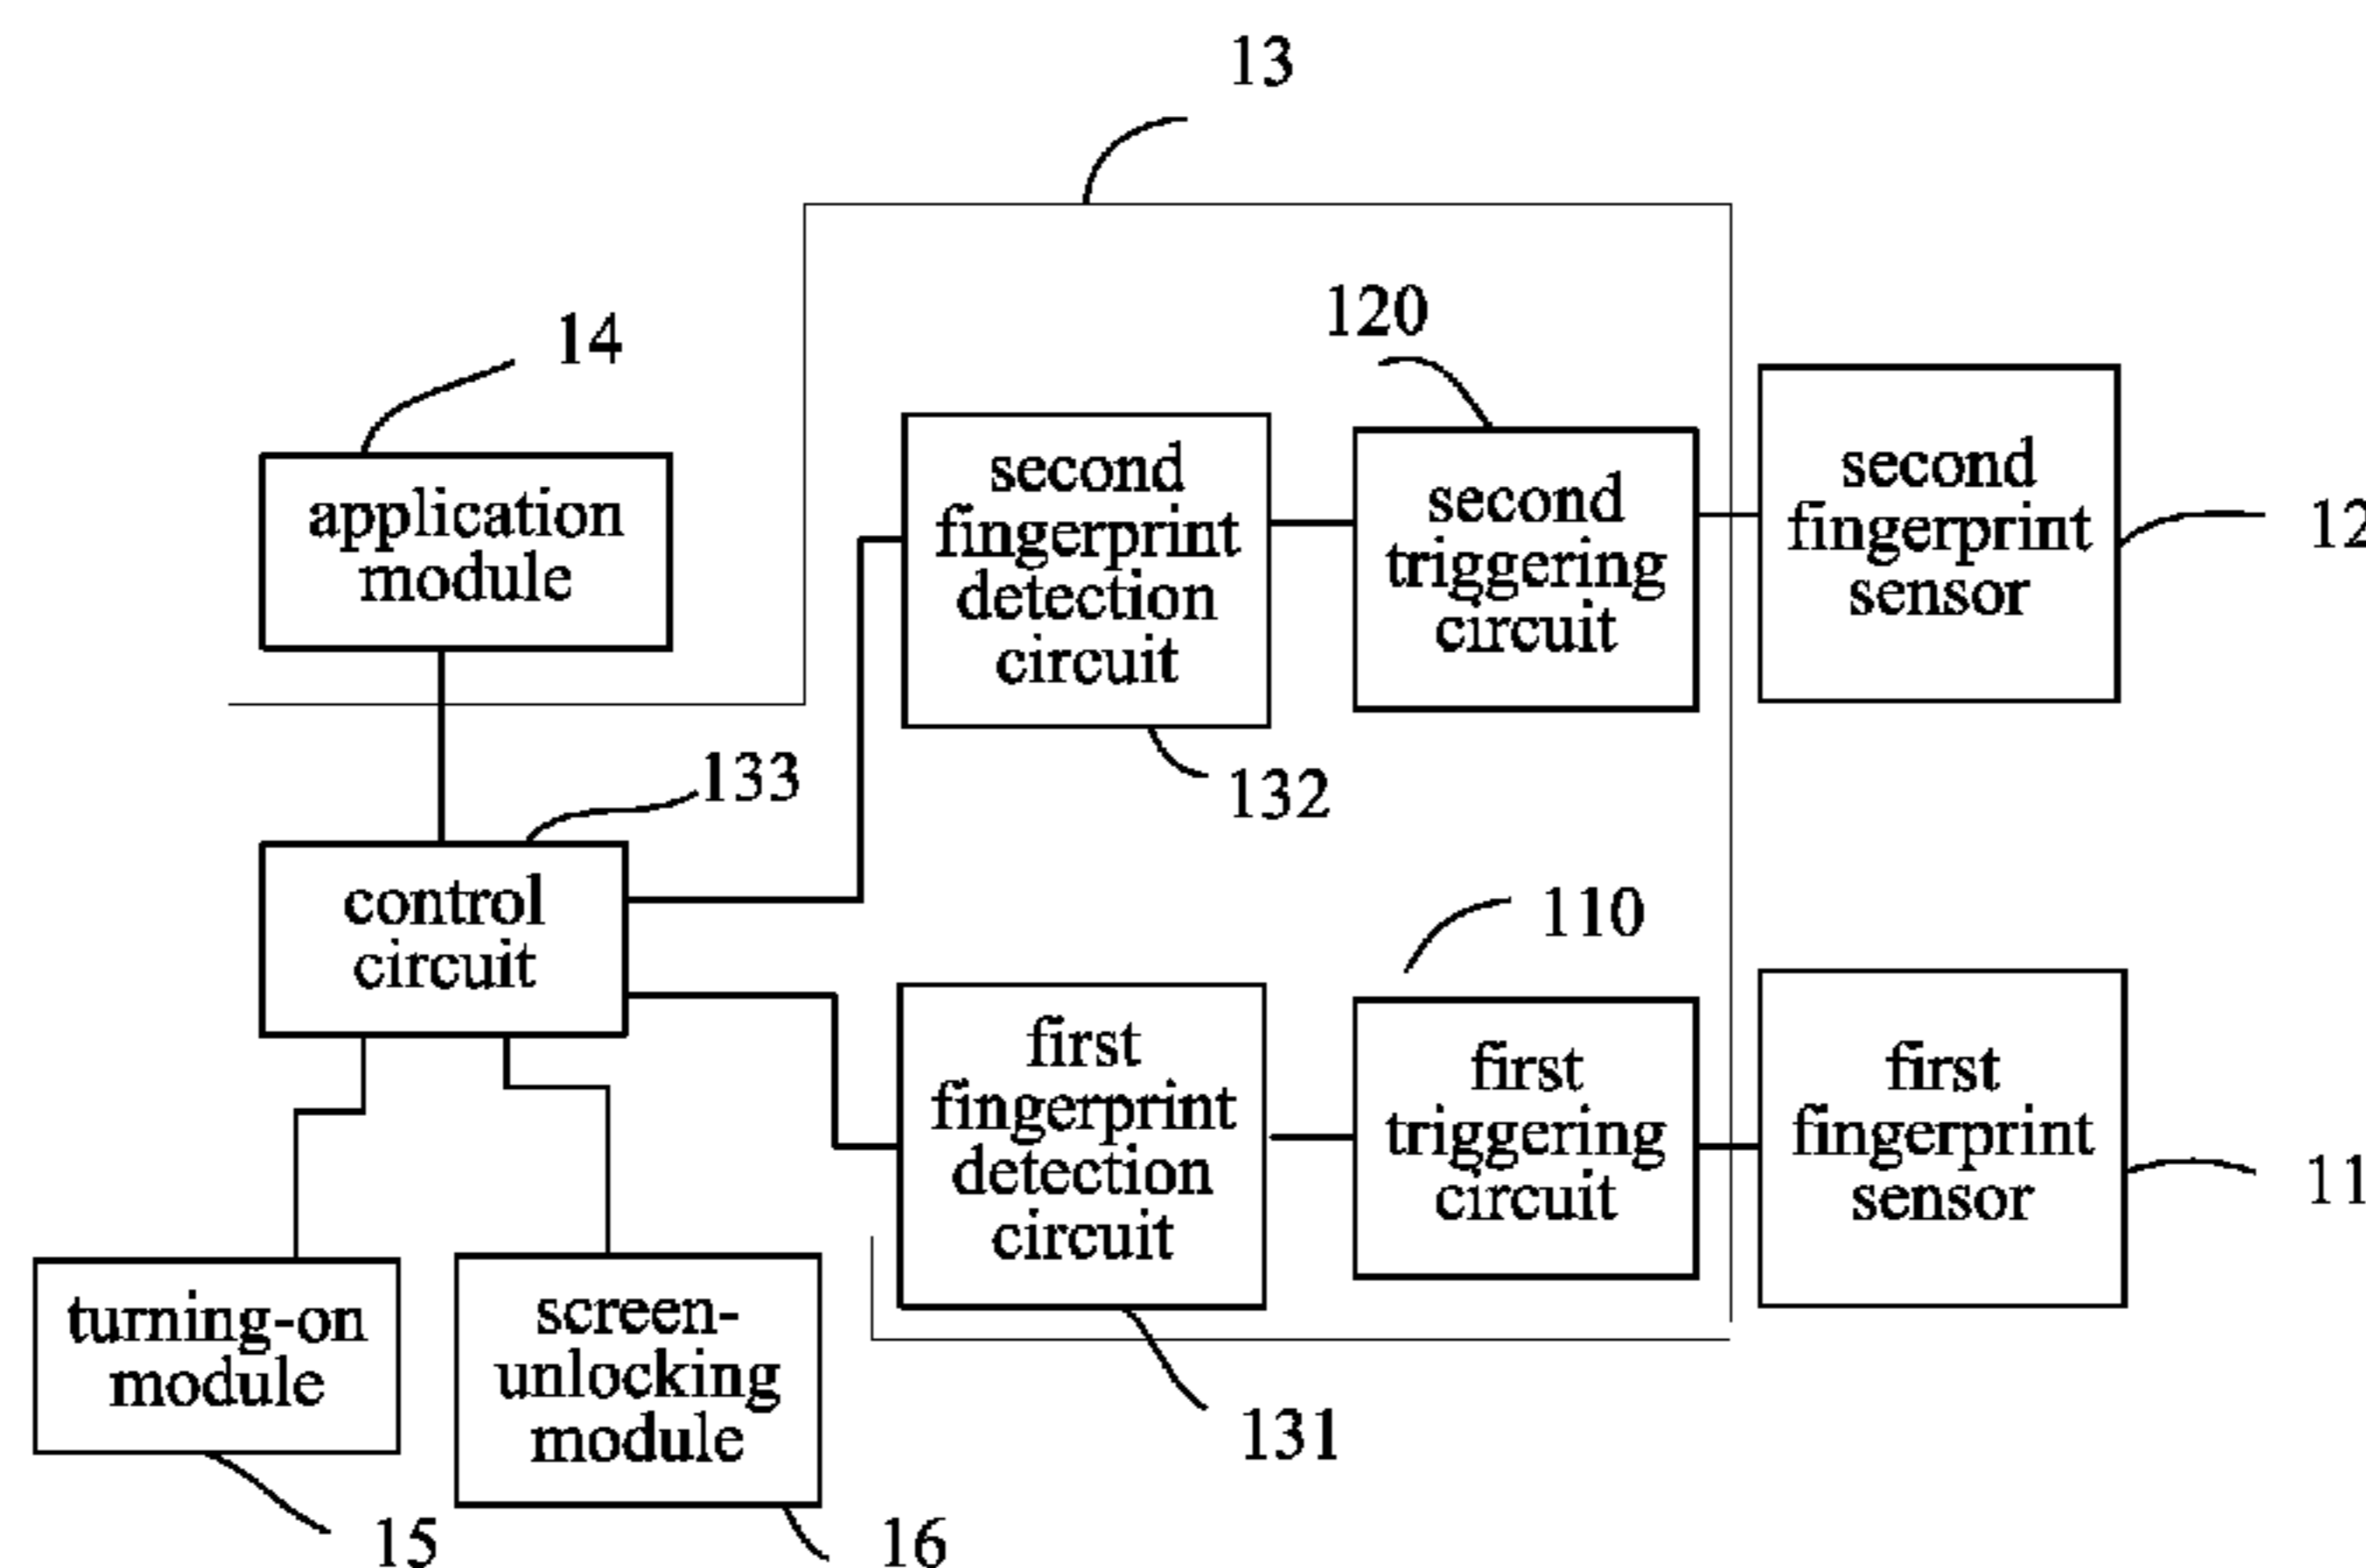 13
120
14
second
fingerprint
detection
circuit
second
triggering
circuit
second
fingerprint
sensor
12
application
module
133
132
control
circuit
110
first
fingerprint
detection
circuit
first
triggering
circuit
first
fingerprint
sensor
11
turning-on
module
screen-
unlocking
module
131
15
16